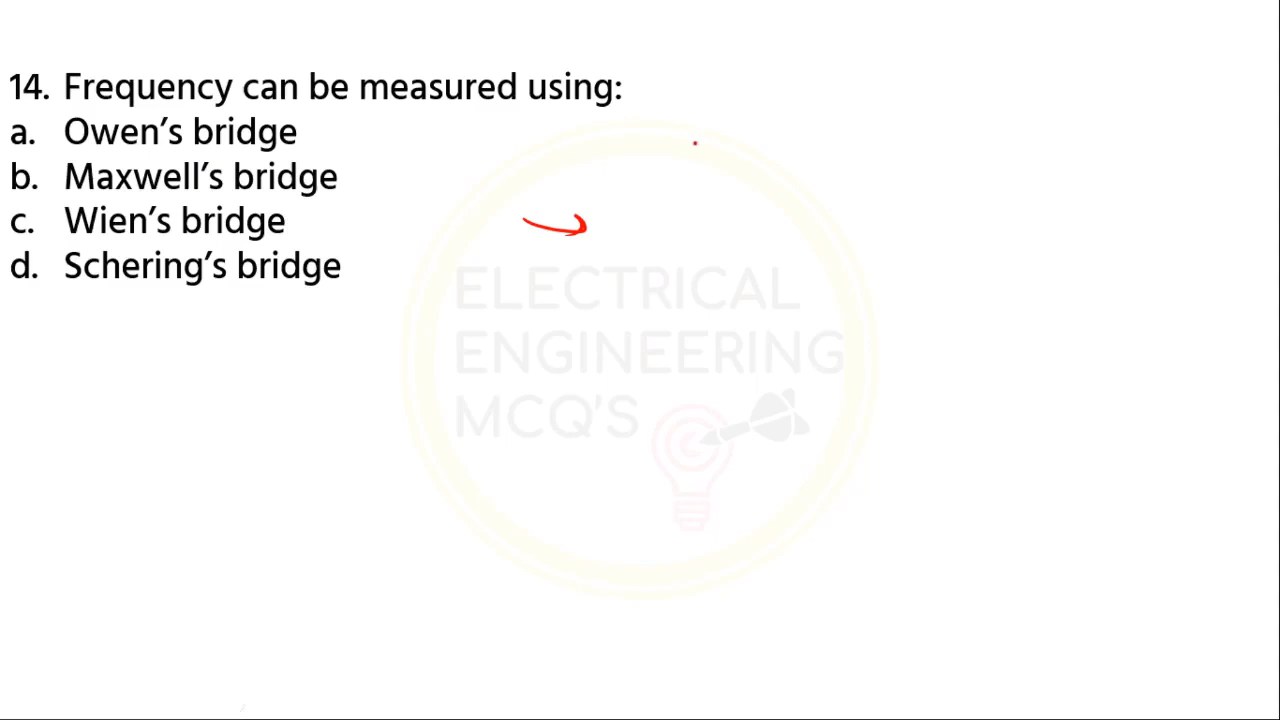 14. Frequency can be measured using:
a. Owen’s bridge
b. Maxwell’s bridge
c. Wien’s bridge
d. Schering’s bridge
ELECTRICAL
ENGINEERING
MCQ'S